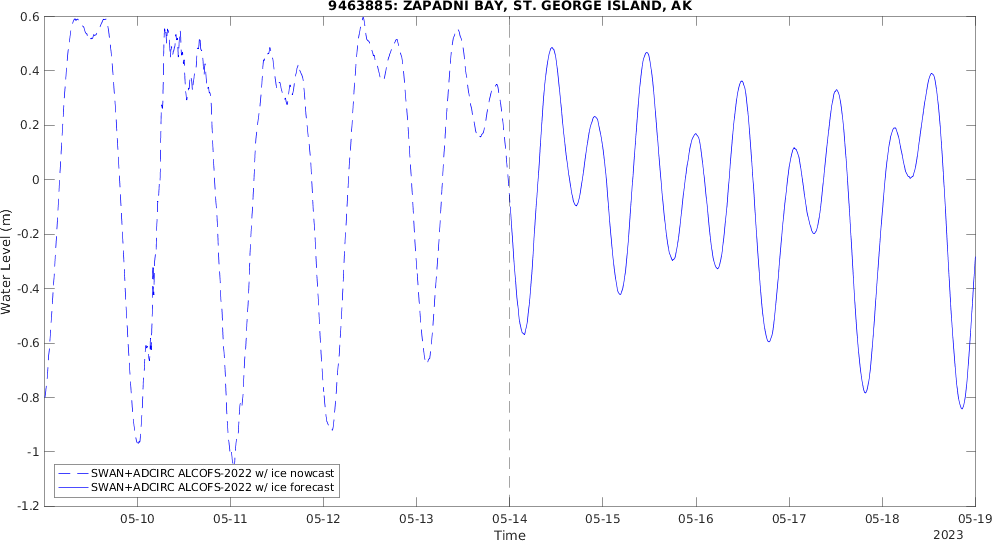 9463885: ZAPADNI BAY, ST. GEORGE ISLAND, AK
0.6
0.4
0.2
0
-0.2
-0.4
-0.6
-0.8
-1
-1.2
Water Level (m)
SWAN+ADCIRC ALCOFS-2022 w/ ice nowcast
SWAN+ADCIRC ALCOFS-2022 w/ ice forecast
05-10 05-11 05-12 05-13 05-14 05-15 05-16 05-17 05-18 05-19
Time
2023